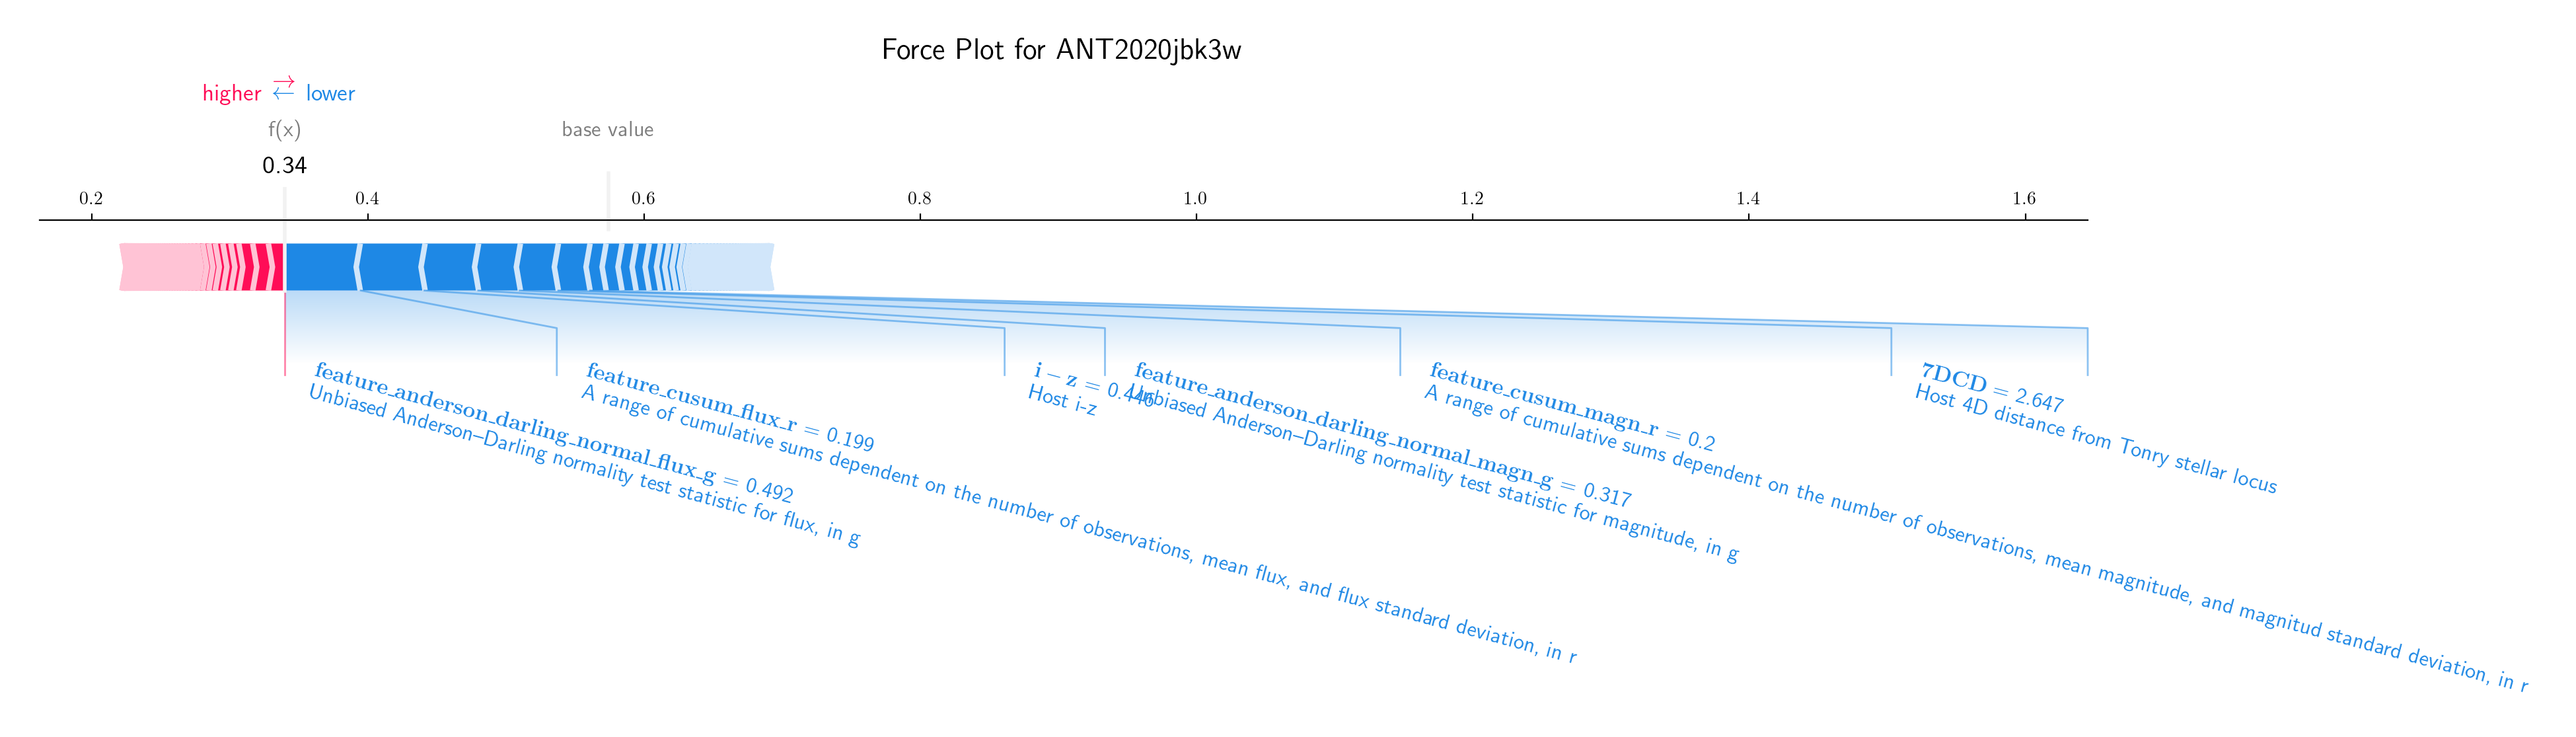 Force Plot for ANT2020jbk3w
higher ⇄ lower
f(x)
base value
0.34
0.2 0.4 0.6 0.8 1.0 1.2 1.4 1.6
feature_anderson_darling_normal_flux_g = 0.492
Unbiased Anderson–Darling normality test statistic for flux, in g
feature_cusum_flux_r = 0.199
A range of cumulative sums dependent on the number of observations, mean flux, and flux standard deviation, in r
i − z = 0.446
Host i-z
feature_anderson_darling_normal_magn_g = 0.317
Unbiased Anderson–Darling normality test statistic for magnitude, in g
feature_cusum_magn_r = 0.2
A range of cumulative sums dependent on the number of observations, mean magnitude, and magnitud standard deviation, in r
7DCD = 2.647
Host 4D distance from Tonry stellar locus